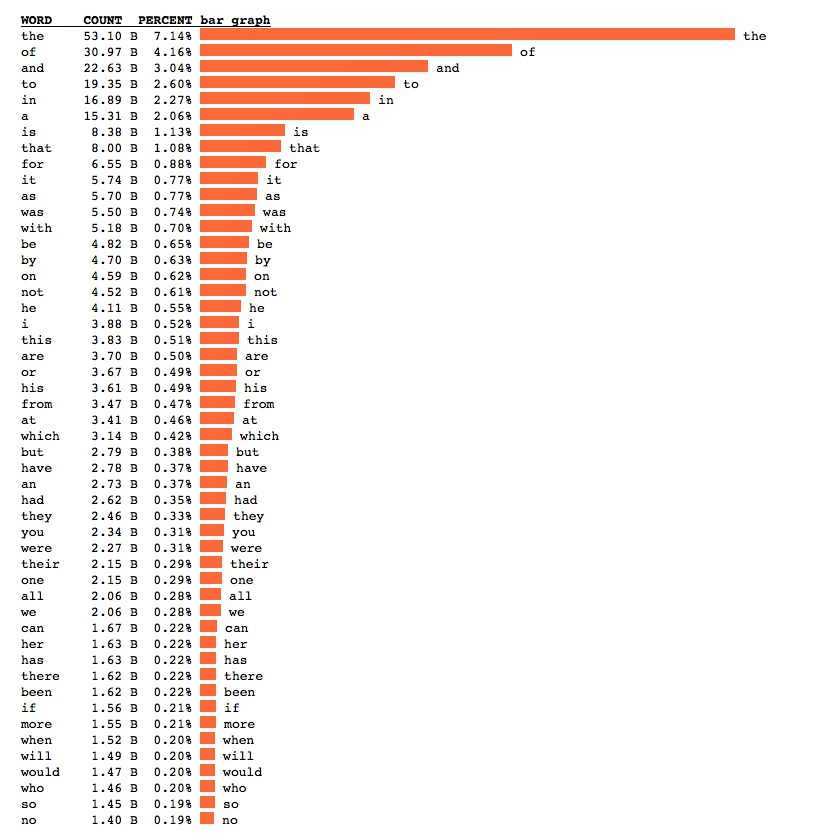 WORD COUNT PERCENT bar graph
the 53.10 B 7.14% the
of 30.97 B 4.16% of
and 22.63 B 3.04% and
to 19.35 B 2.60% to
in 16.89 B 2.27% in
a 15.31 B 2.06% a
is 8.38 B 1.13% is
that 8.00 B 1.08% that
for 6.55 B 0.88% for
it 5.74 B 0.77% it
as 5.70 B 0.77% as
was 5.50 B 0.74% was
with 5.18 B 0.70% with
be 4.82 B 0.65% be
by 4.70 B 0.63% by
on 4.59 B 0.62% on
not 4.52 B 0.61% not
he 4.11 B 0.55% he
i 3.88 B 0.52% i
this 3.83 B 0.51% this
are 3.70 B 0.50% are
or 3.67 B 0.49% or
his 3.61 B 0.49% his
from 3.47 B 0.47% from
at 3.41 B 0.46% at
which 3.14 B 0.42% which
but 2.79 B 0.38% but
have 2.78 B 0.37% have
an 2.73 B 0.37% an
had 2.62 B 0.35% had
they 2.46 B 0.33% they
you 2.34 B 0.31% you
were 2.27 B 0.31% were
their 2.15 B 0.29% their
one 2.15 B 0.29% one
all 2.06 B 0.28% all
we 2.06 B 0.28% we
can 1.67 B 0.22% can
her 1.63 B 0.22% her
has 1.63 B 0.22% has
there 1.62 B 0.22% there
been 1.62 B 0.22% been
if 1.56 B 0.21% if
more 1.55 B 0.21% more
when 1.52 B 0.20% when
will 1.49 B 0.20% will
would 1.47 B 0.20% would
who 1.46 B 0.20% who
so 1.45 B 0.19% so
no 1.40 B 0.19% no